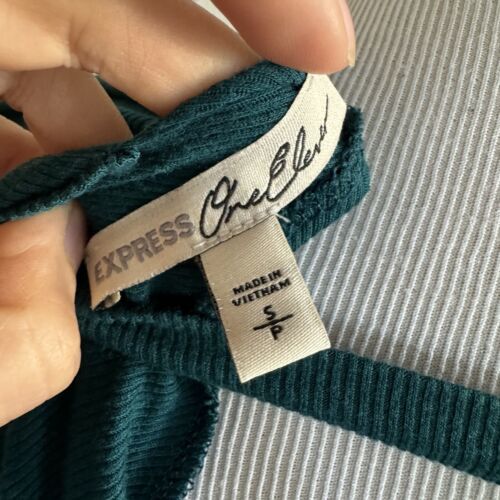 EXPRESS One Eleven
MADE IN
VIETNAM
S
P